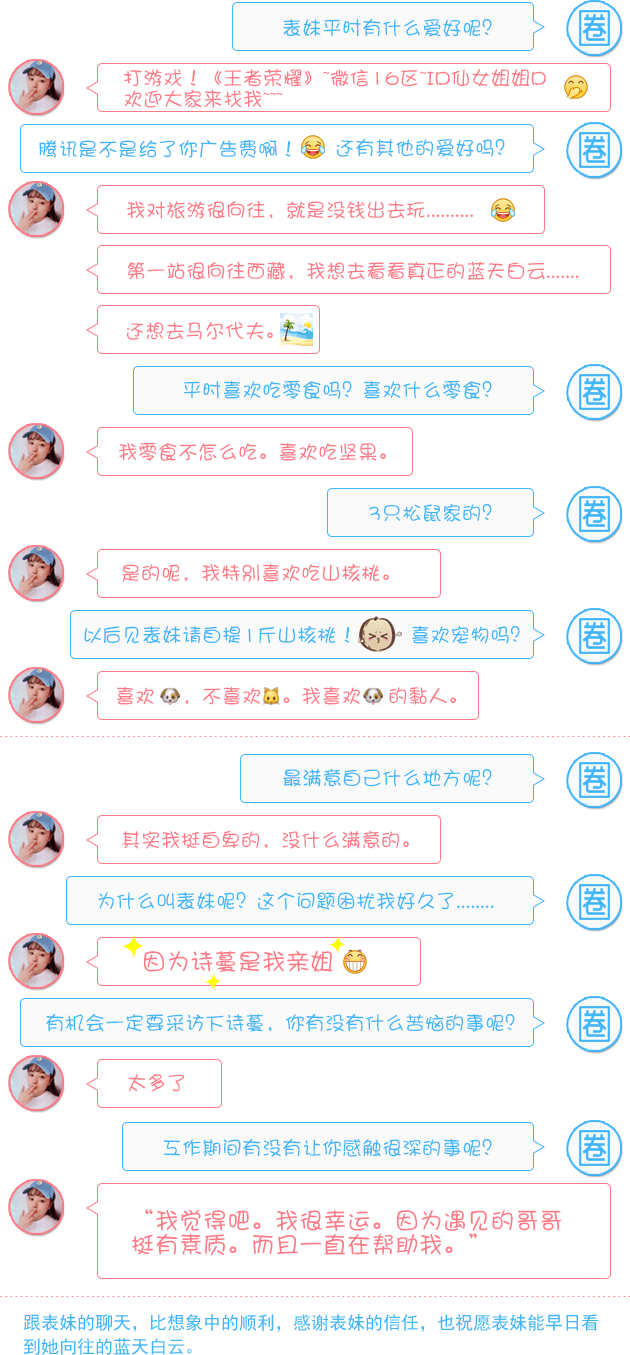 表妹平时有什么爱好呢？
圈
打游戏！《王者荣耀》~微信16区~ID仙女姐姐D
欢迎大家来找我~~~
腾讯是不是给了你广告费啊！😂 还有其他的爱好吗？
圈
我对旅游很向往，就是没钱出去玩.......... 😂
第一站很向往西藏，我想去看看真正的蓝天白云.......
还想去马尔代夫。
平时喜欢吃零食吗？喜欢什么零食？
圈
我零食不怎么吃。喜欢吃坚果。
3只松鼠家的？
圈
是的呢，我特别喜欢吃山核桃。
以后见表妹请自提1斤山核桃！ 喜欢宠物吗？
圈
喜欢🐶，不喜欢🐱。我喜欢🐶的黏人。
最满意自己什么地方呢？
圈
其实我挺自卑的，没什么满意的。
为什么叫表妹呢？这个问题困扰我好久了........
圈
因为诗蔓是我亲姐 😁
有机会一定要采访下诗蔓，你有没有什么苦恼的事呢？
圈
太多了
工作期间有没有让你感触很深的事呢？
圈
“我觉得吧。我很幸运。因为遇见的哥哥
挺有素质。而且一直在帮助我。”
跟表妹的聊天，比想象中的顺利，感谢表妹的信任，也祝愿表妹能早日看
到她向往的蓝天白云。